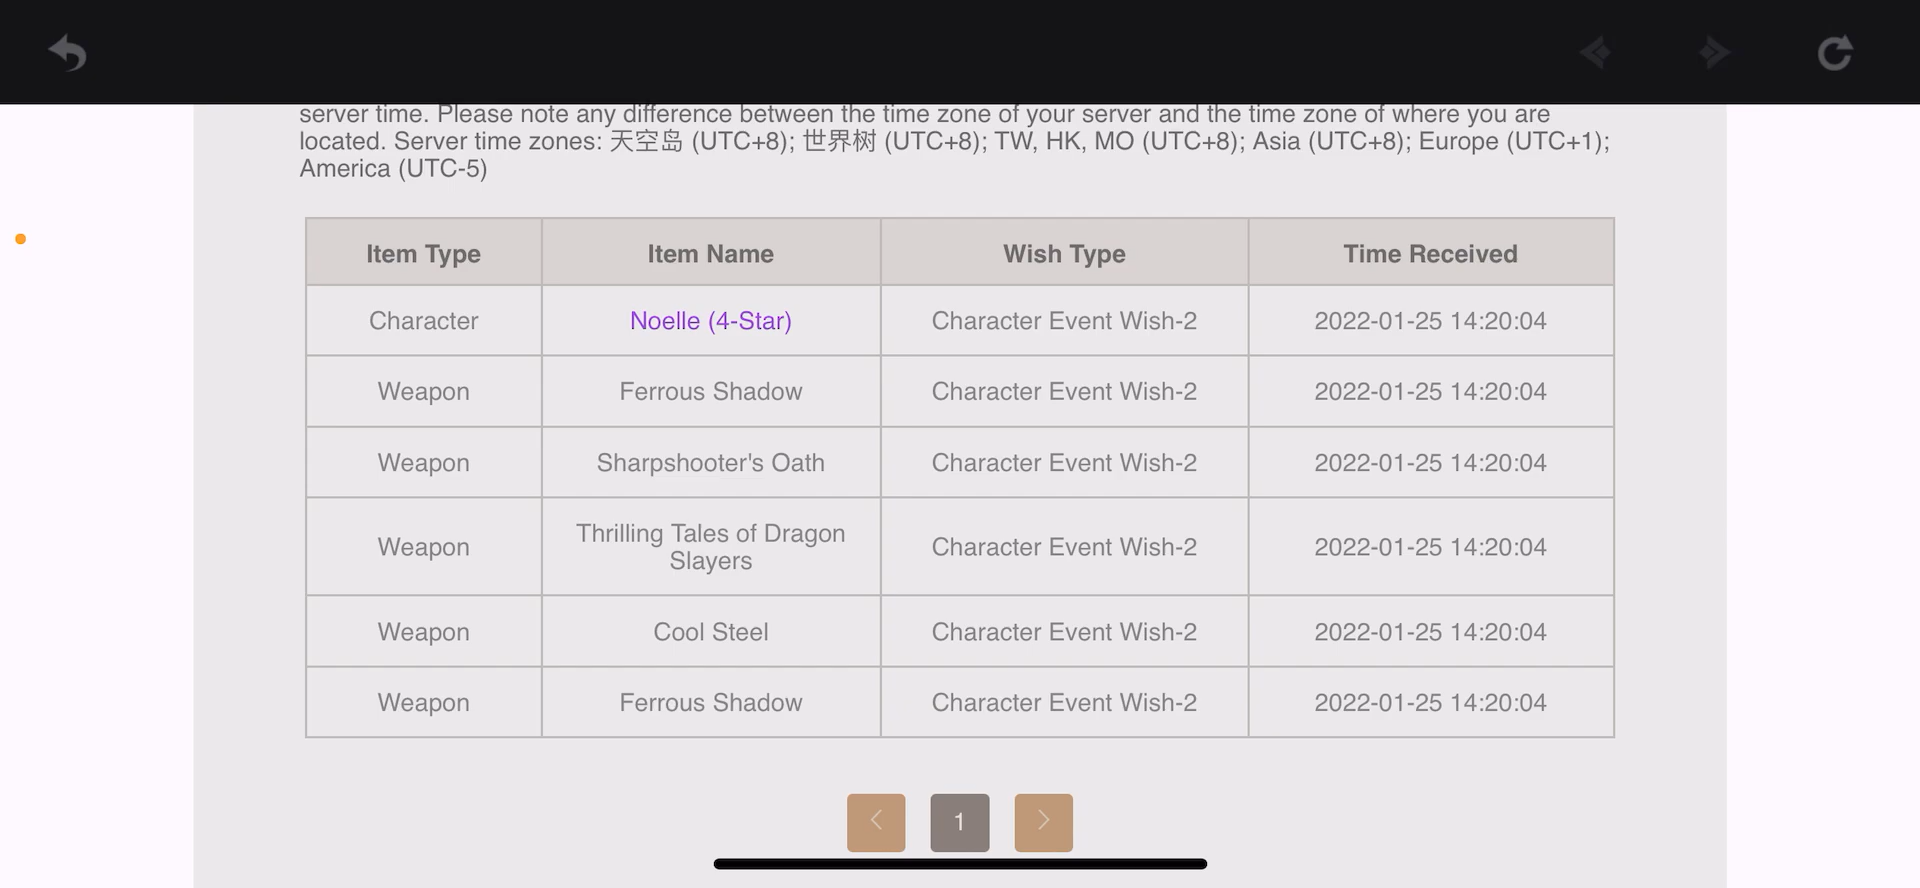 server time. Please note any difference between the time zone of your server and the time zone of where you are
located. Server time zones: 天空岛 (UTC+8); 世界树 (UTC+8); TW, HK, MO (UTC+8); Asia (UTC+8); Europe (UTC+1);
America (UTC-5)
Item Type Item Name Wish Type Time Received
Character Noelle (4-Star) Character Event Wish-2 2022-01-25 14:20:04
Weapon Ferrous Shadow Character Event Wish-2 2022-01-25 14:20:04
Weapon Sharpshooter's Oath Character Event Wish-2 2022-01-25 14:20:04
Weapon Thrilling Tales of Dragon
Slayers Character Event Wish-2 2022-01-25 14:20:04
Weapon Cool Steel Character Event Wish-2 2022-01-25 14:20:04
Weapon Ferrous Shadow Character Event Wish-2 2022-01-25 14:20:04
1